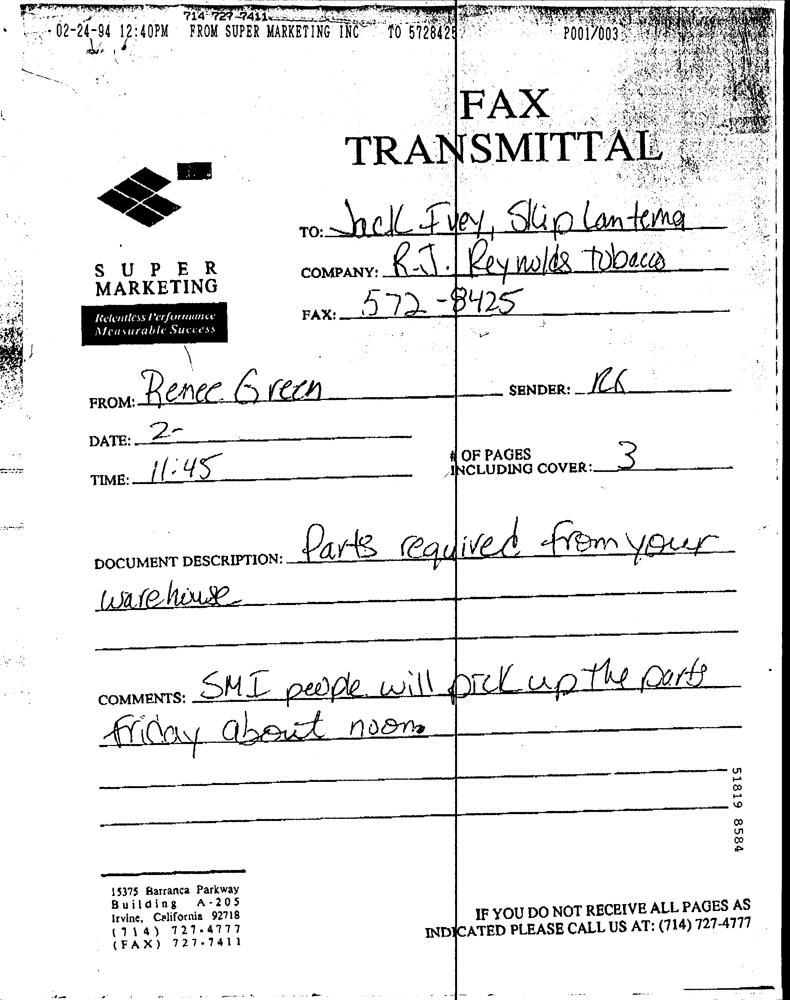 714 727-7411
02-24-94 12:40PM FROM SUPER MARKETING INC TO 5728425 P001/003
FAX
TRANSMITTAL
TO: Jack Ivey, Skip Lanterna
COMPANY: R.J. Reynolds Tobacco
SUPER
MARKETING
FAX: 572-8425
Relentless Performance
Measurable Success
FROM: Renee Green SENDER:
DATE: 2-
TIME: 11:45
# OF PAGES
INCLUDING COVER: 3
DOCUMENT DESCRIPTION: Parts required from your
warehouse
COMMENTS: SMI people will pick up the parts
friday about noon
51819 8584
15375 Barranca Parkway
Building A-205
Irvine, California 92718
(714) 727-4777
(FAX) 727-7411
IF YOU DO NOT RECEIVE ALL PAGES AS
INDICATED PLEASE CALL US AT: (714) 727-4777